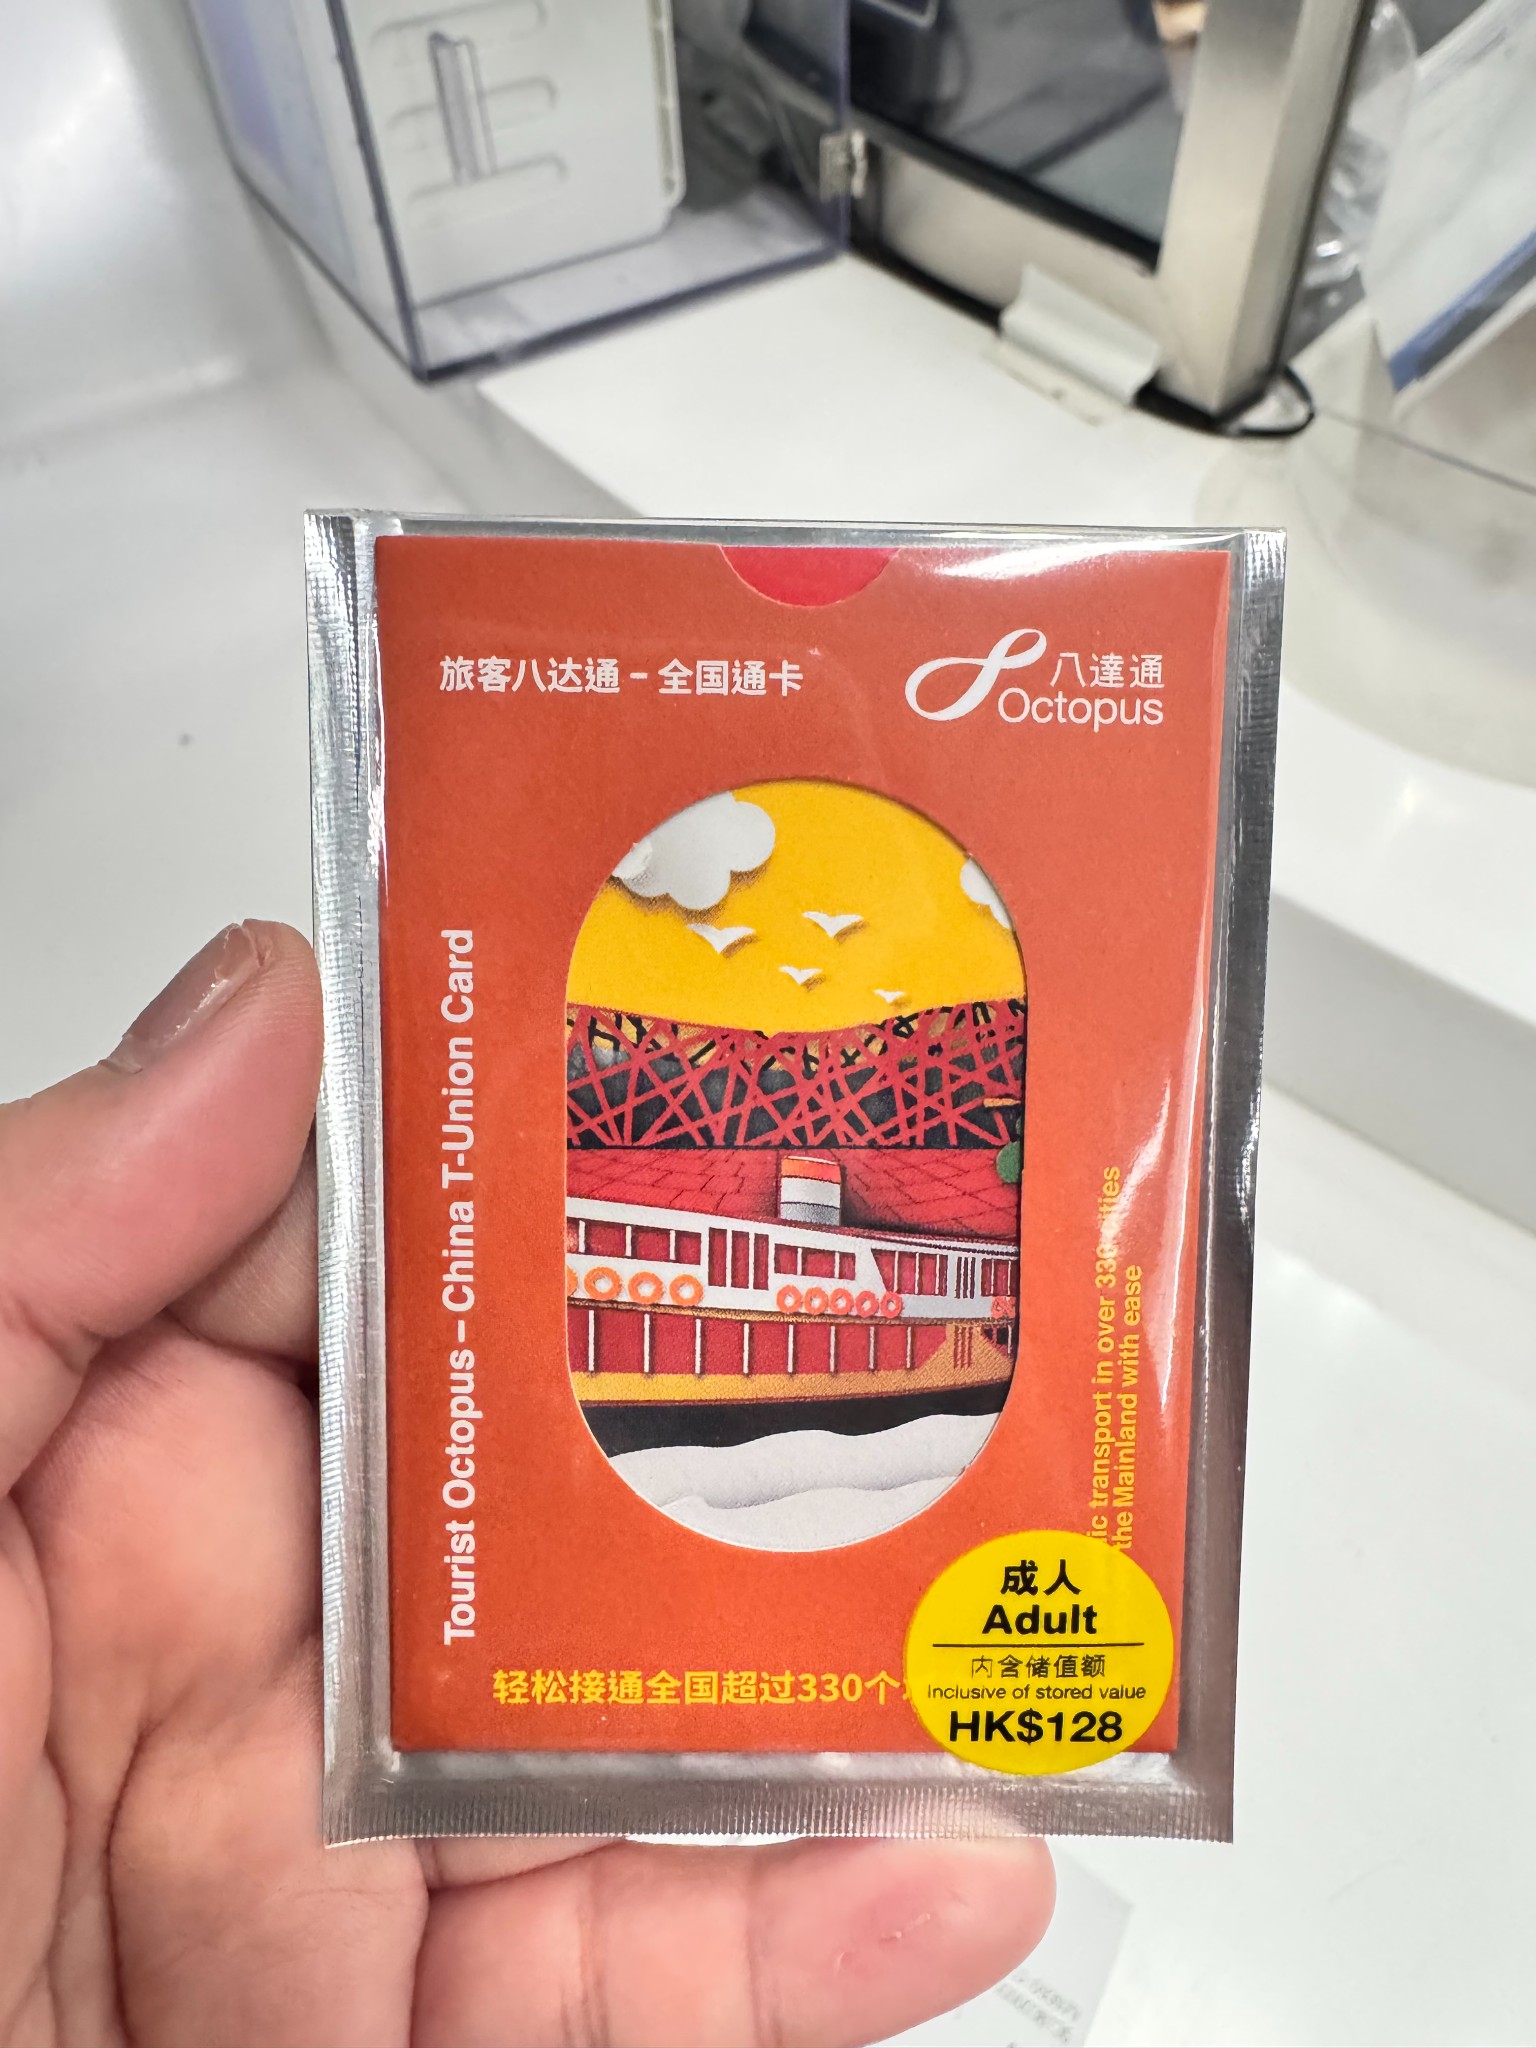 旅客八达通 - 全国通卡
八達通
Octopus
Tourist Octopus – China T-Union Card
transport in over 330
the Mainland with ease
轻松接通全国超过330个
成人
Adult
内含储值额
Inclusive of stored value
HK$128